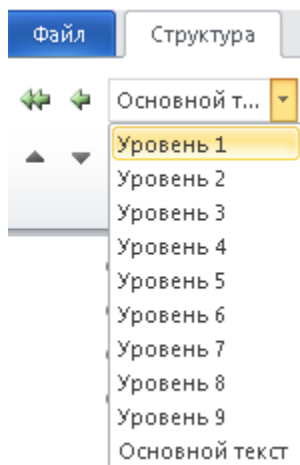 Файл Структура
Основной т...
Уровень 1
Уровень 2
Уровень 3
Уровень 4
Уровень 5
Уровень 6
Уровень 7
Уровень 8
Уровень 9
Основной текст